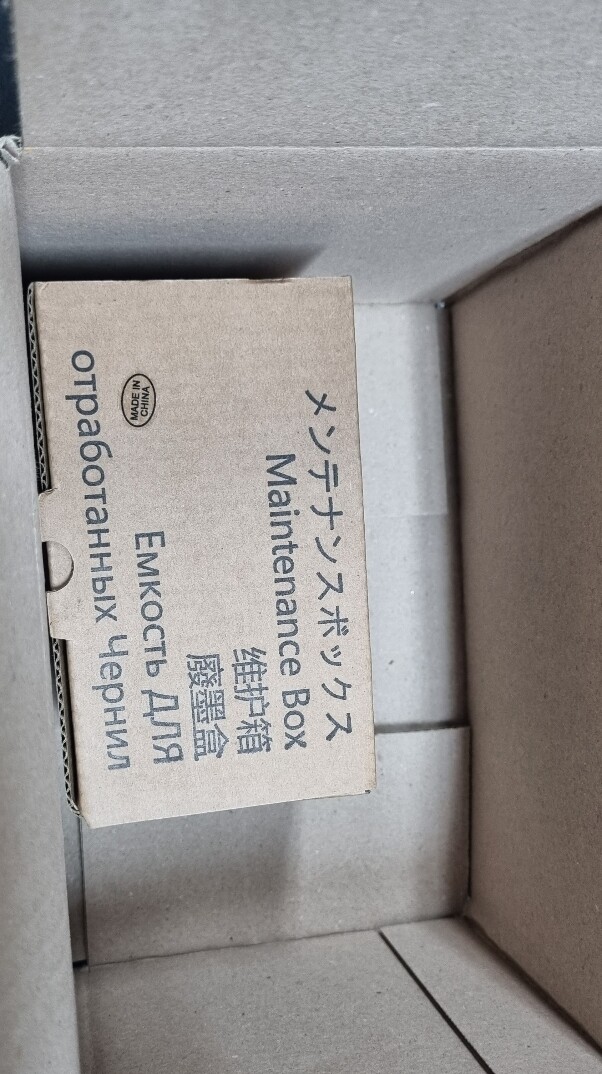 メンテナンスボックス
Maintenance Box
维护箱
廢墨盒
Емкость для
отработанных Чернил
MADE IN
CHINA